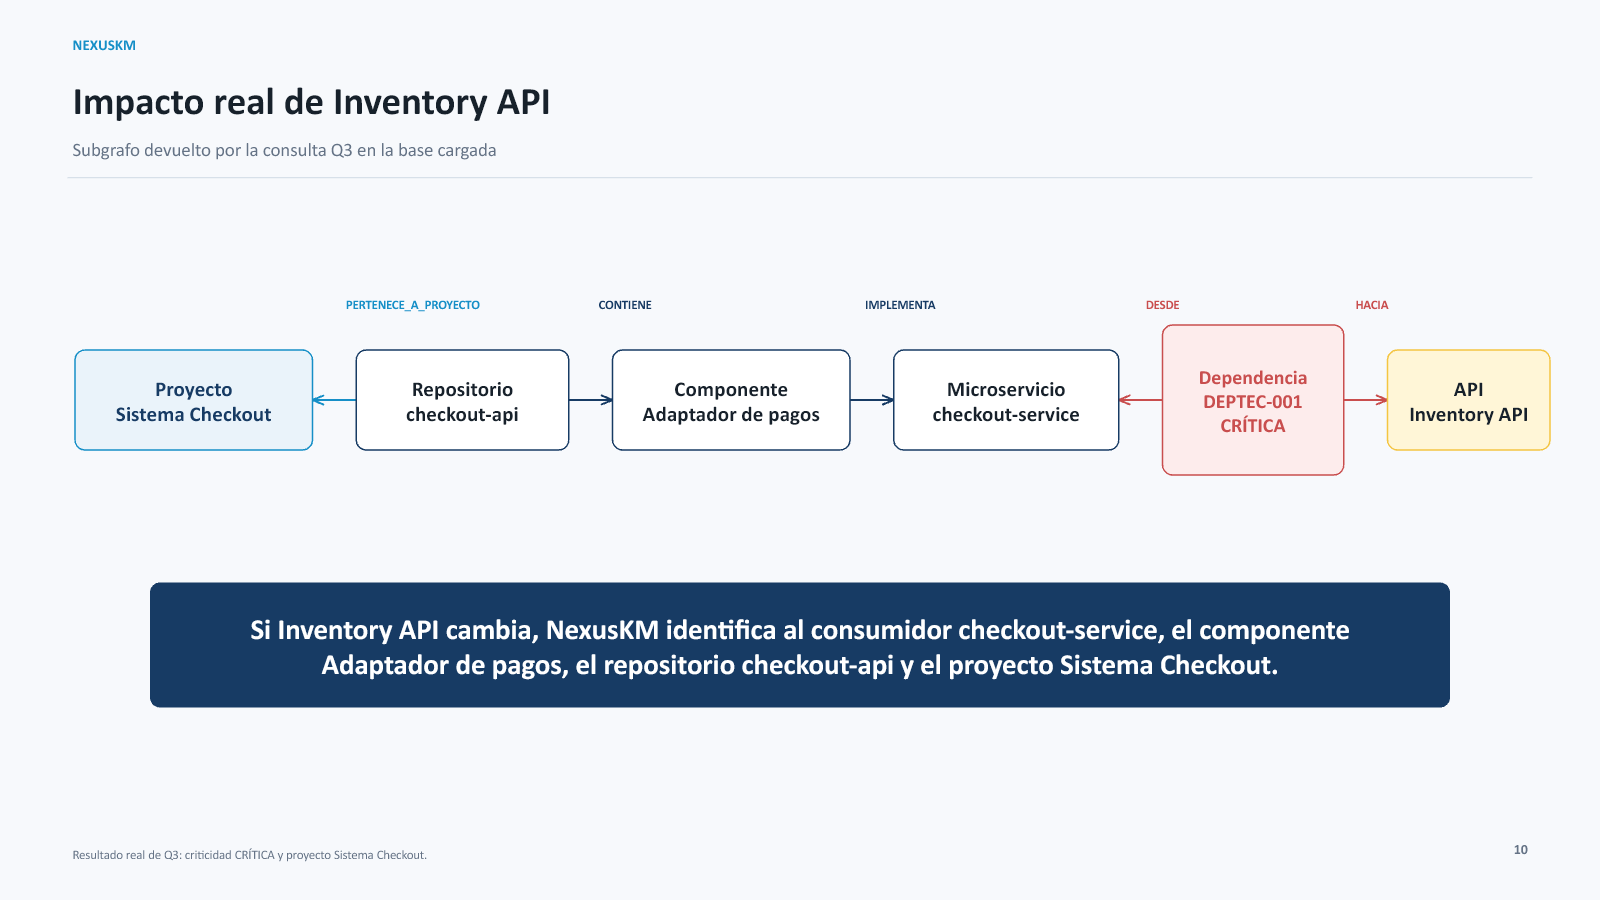 NEXUSKM
Impacto real de Inventory API
Subgrafo devuelto por la consulta Q3 en la base cargada
PERTENECE_A_PROYECTO
CONTIENE
IMPLEMENTA
DESDE
HACIA
Proyecto
Sistema Checkout
Repositorio
checkout-api
Componente
Adaptador de pagos
Microservicio
checkout-service
Dependencia
DEPTEC-001
CRÍTICA
API
Inventory API
Si Inventory API cambia, NexusKM identifica al consumidor checkout-service, el componente
Adaptador de pagos, el repositorio checkout-api y el proyecto Sistema Checkout.
Resultado real de Q3: criticidad CRÍTICA y proyecto Sistema Checkout.
10